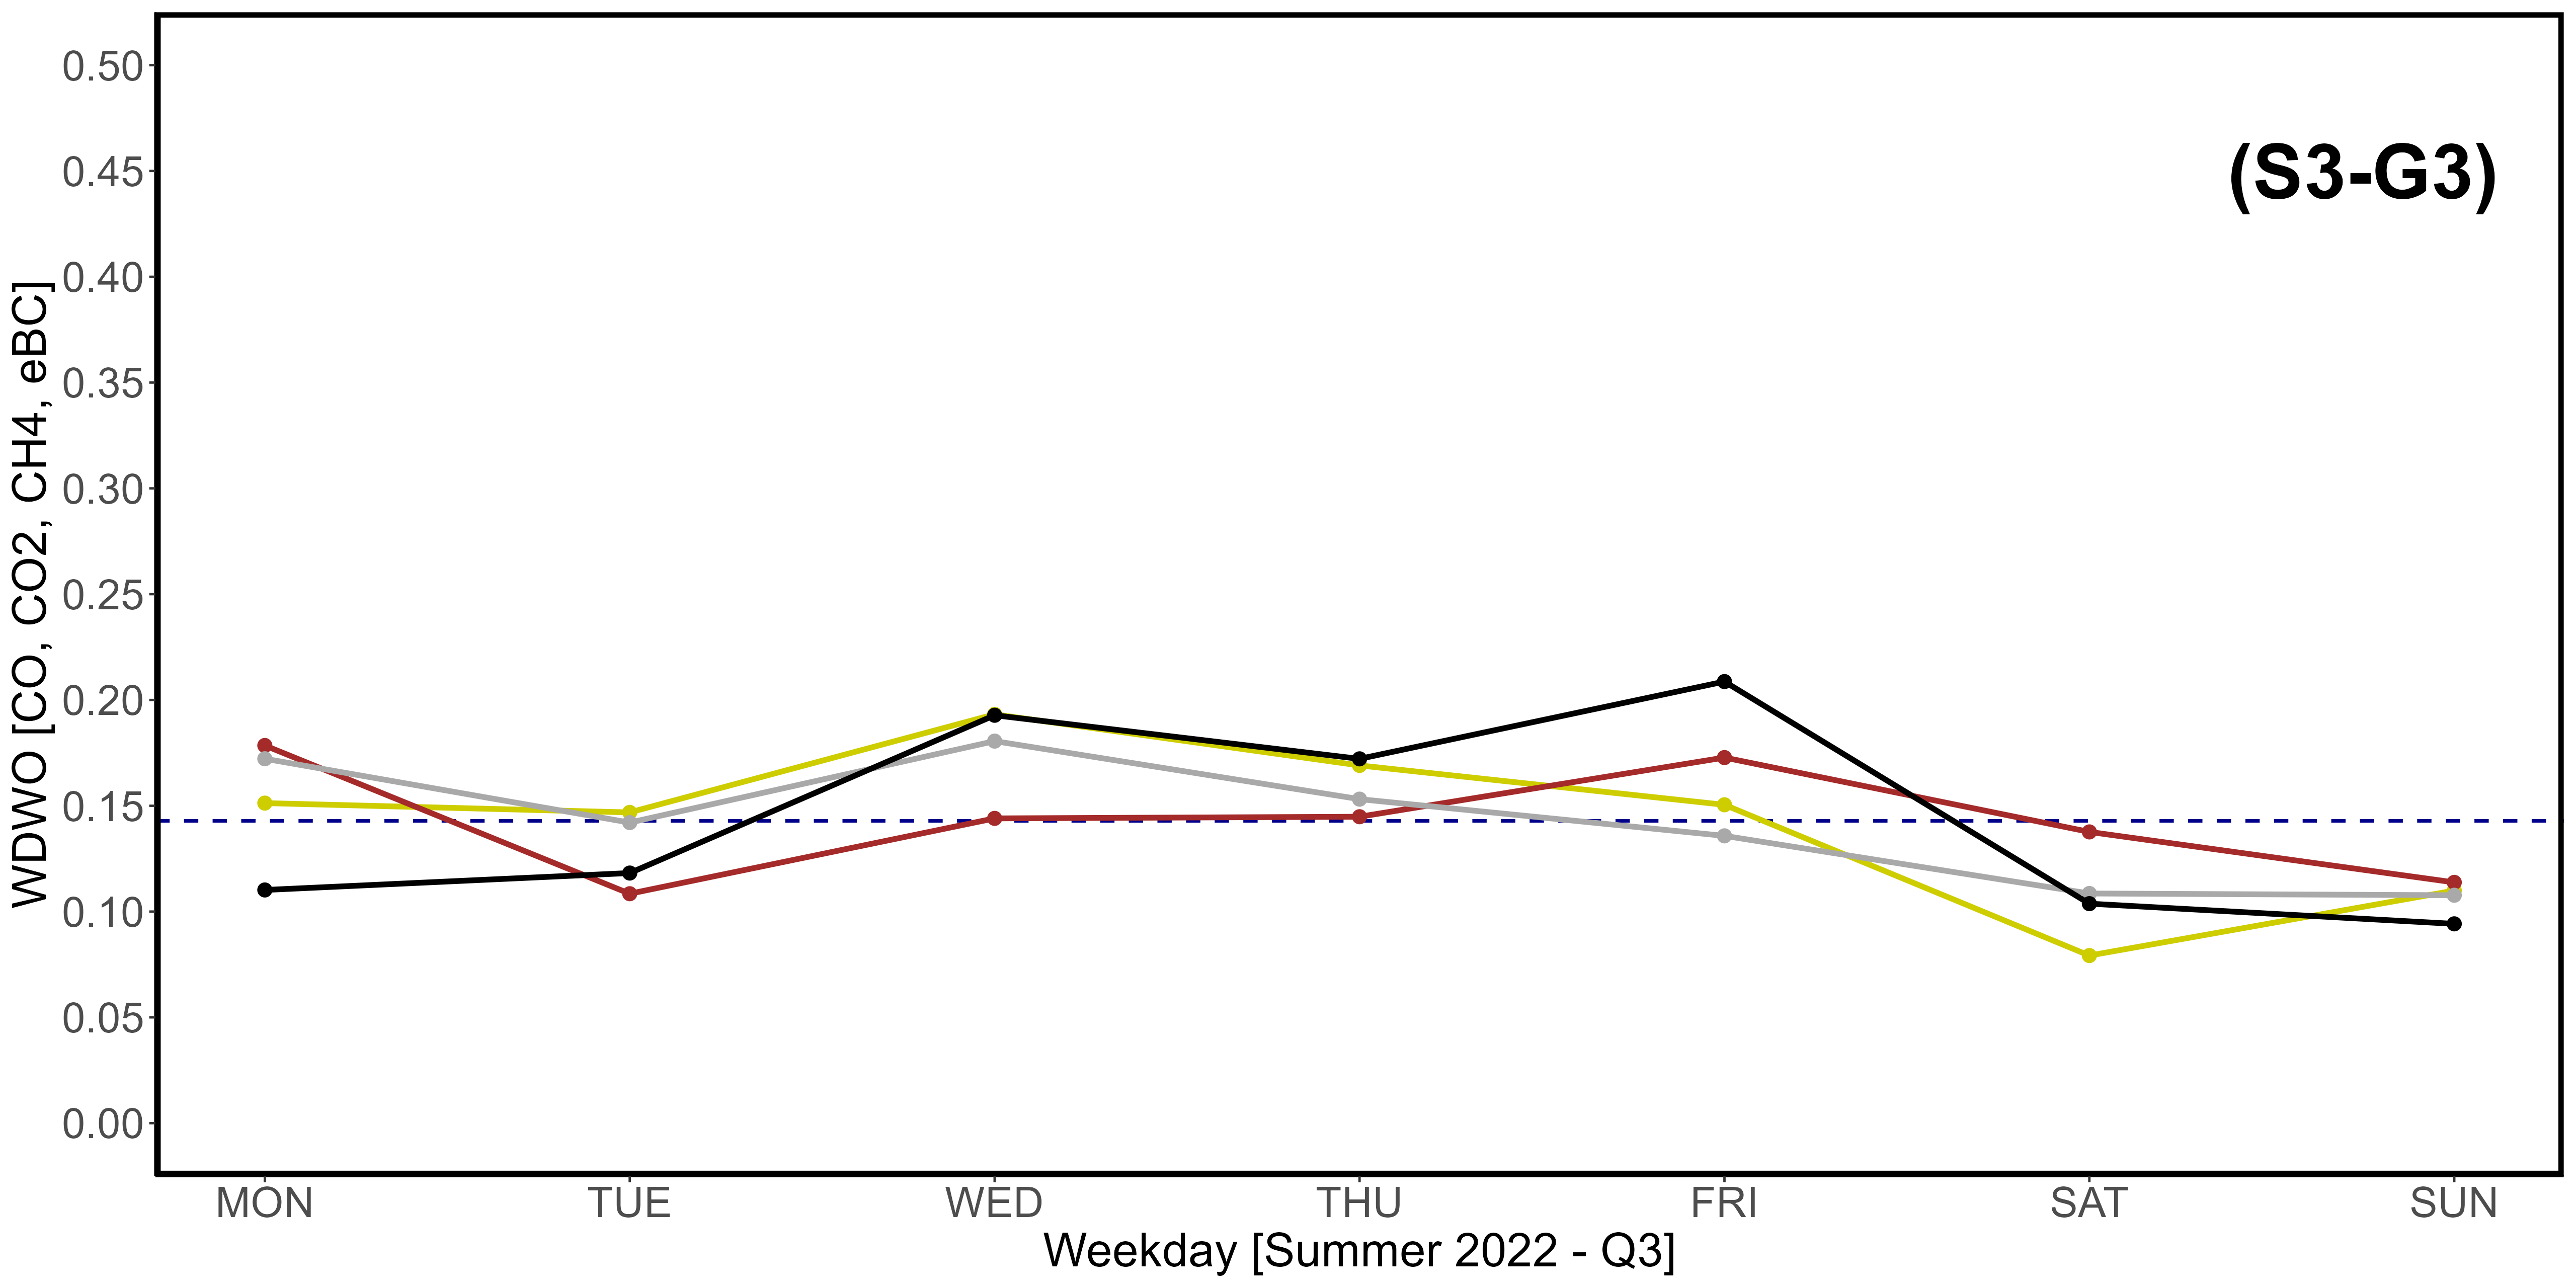 (S3-G3)
WDWO [CO, CO2, CH4, eBC]
0.50
0.45
0.40
0.35
0.30
0.25
0.20
0.15
0.10
0.05
0.00
MON TUE WED THU FRI SAT SUN
Weekday [Summer 2022 - Q3]